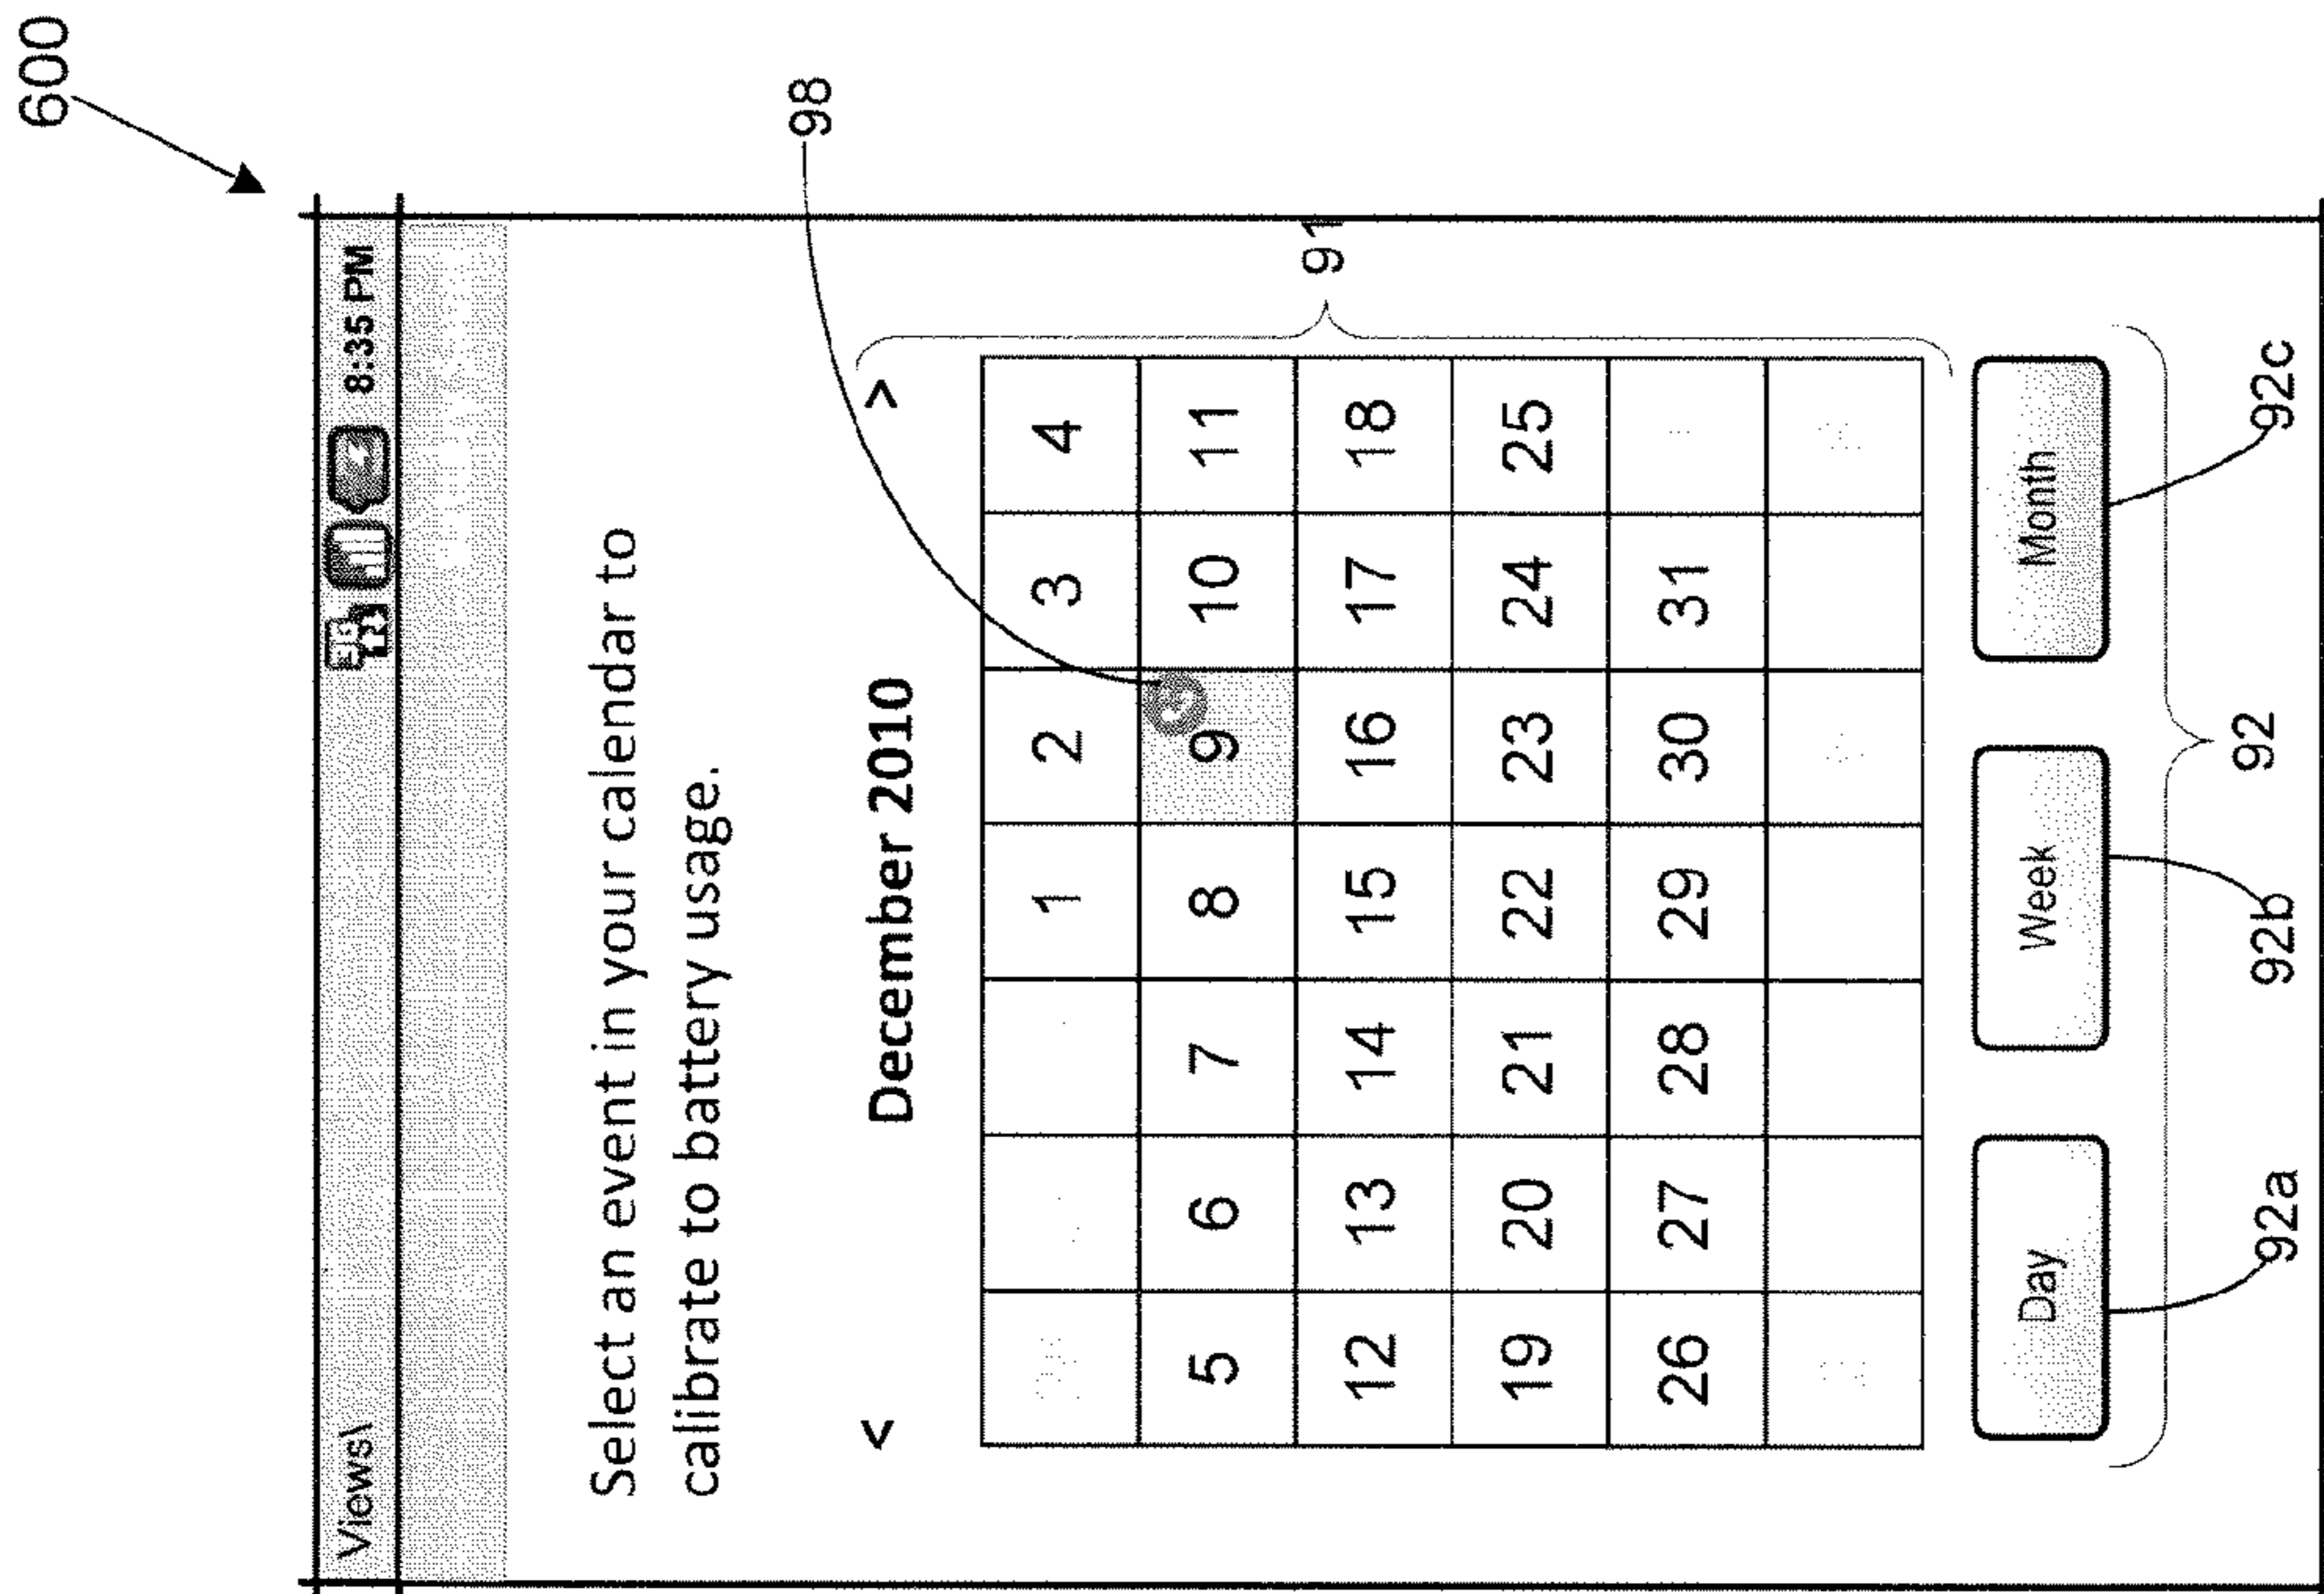 600
Views\ 8:35 PM
Select an event in your calendar to
calibrate to battery usage.
98
< December 2010 >
1 2 3 4
5 6 7 8 9 10 11
12 13 14 15 16 17 18
19 20 21 22 23 24 25
26 27 28 29 30 31
91
Day Week Month
92a 92b 92c
92